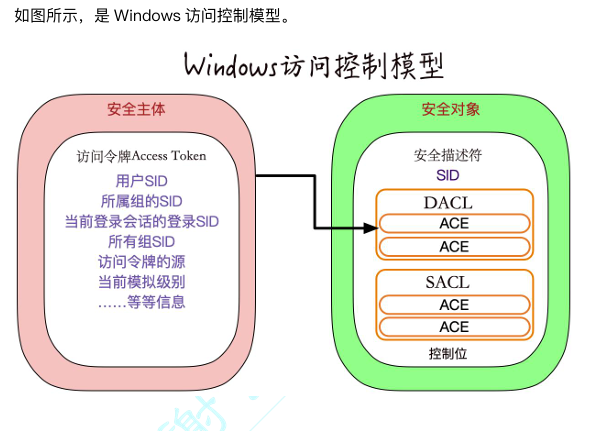 如图所示，是 Windows 访问控制模型。
Windows访问控制模型
安全主体
访问令牌Access Token
用户SID
所属组的SID
当前登录会话的登录SID
所有组SID
访问令牌的源
当前模拟级别
……等等信息
安全对象
安全描述符
SID
DACL
ACE
ACE
SACL
ACE
ACE
控制位